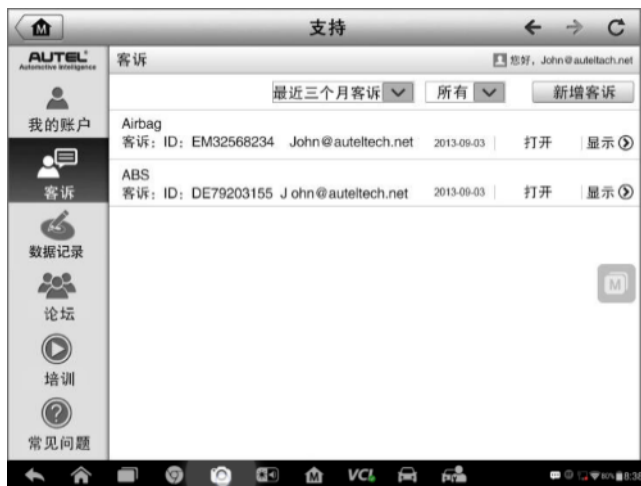 支持
AUTEL
Automotive Intelligence
客诉
您好，John@auteltach.net
最近三个月客诉
所有
新增客诉
我的账户
客诉
数据记录
论坛
培训
常见问题
Airbag
客诉：ID：EM32568234 John@auteltech.net 2013-09-03 打开 显示
ABS
客诉：ID：DE79203155 J ohn@auteltech.net 2013-09-03 打开 显示
M
VCI
80% 8:38